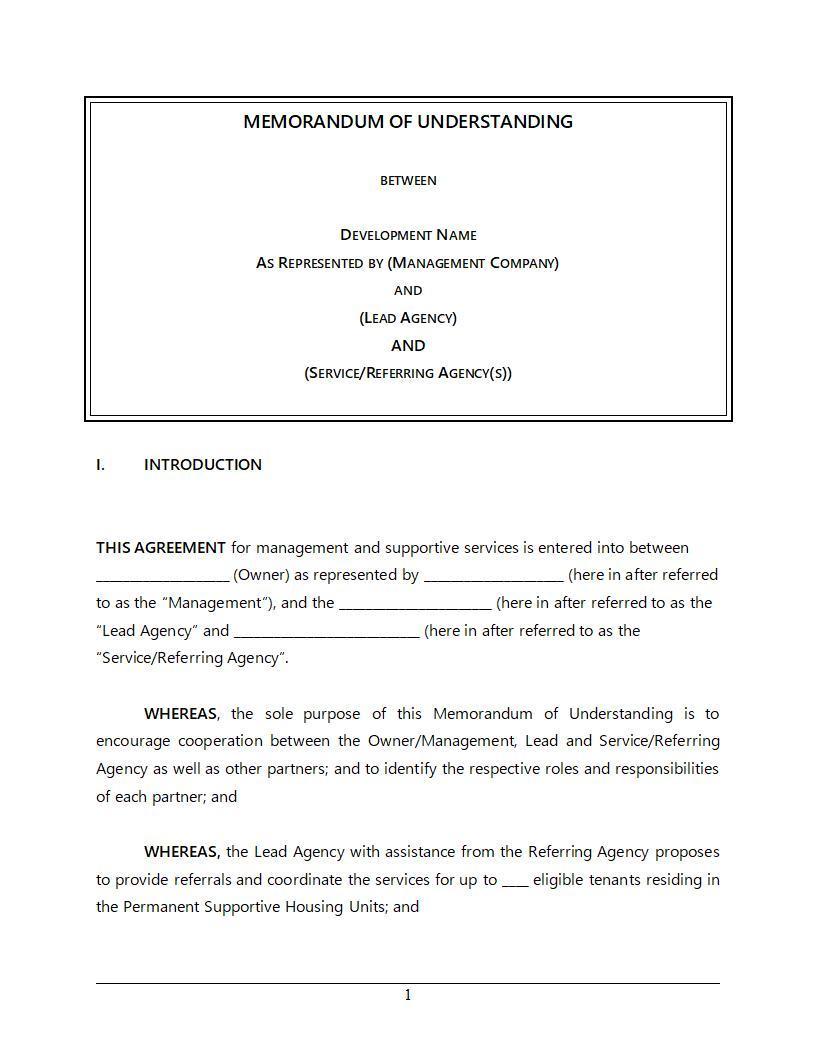 MEMORANDUM OF UNDERSTANDING
BETWEEN
DEVELOPMENT NAME
AS REPRESENTED BY (MANAGEMENT COMPANY)
AND
(LEAD AGENCY)
AND
(SERVICE/REFERRING AGENCY(S))
I. INTRODUCTION
THIS AGREEMENT for management and supportive services is entered into between
___________________ (Owner) as represented by ____________________ (here in after referred
to as the “Management”), and the ______________________ (here in after referred to as the
“Lead Agency” and ___________________________ (here in after referred to as the
“Service/Referring Agency”.
WHEREAS, the sole purpose of this Memorandum of Understanding is to
encourage cooperation between the Owner/Management, Lead and Service/Referring
Agency as well as other partners; and to identify the respective roles and responsibilities
of each partner; and
WHEREAS, the Lead Agency with assistance from the Referring Agency proposes
to provide referrals and coordinate the services for up to ____ eligible tenants residing in
the Permanent Supportive Housing Units; and
1